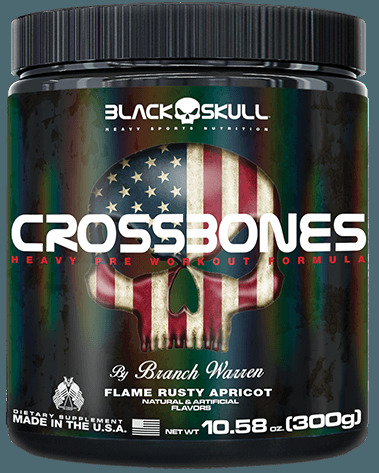 BLACK SKULL
HEAVY SPORTS NUTRITION
CROSSBONES
HEAVY PRE WORKOUT FORMULA
By Branch Warren
FLAME RUSTY APRICOT
NATURAL & ARTIFICIAL
FLAVORS
DIETARY SUPPLEMENT
MADE IN THE U.S.A.
NET WT 10.58 oz. (300g)